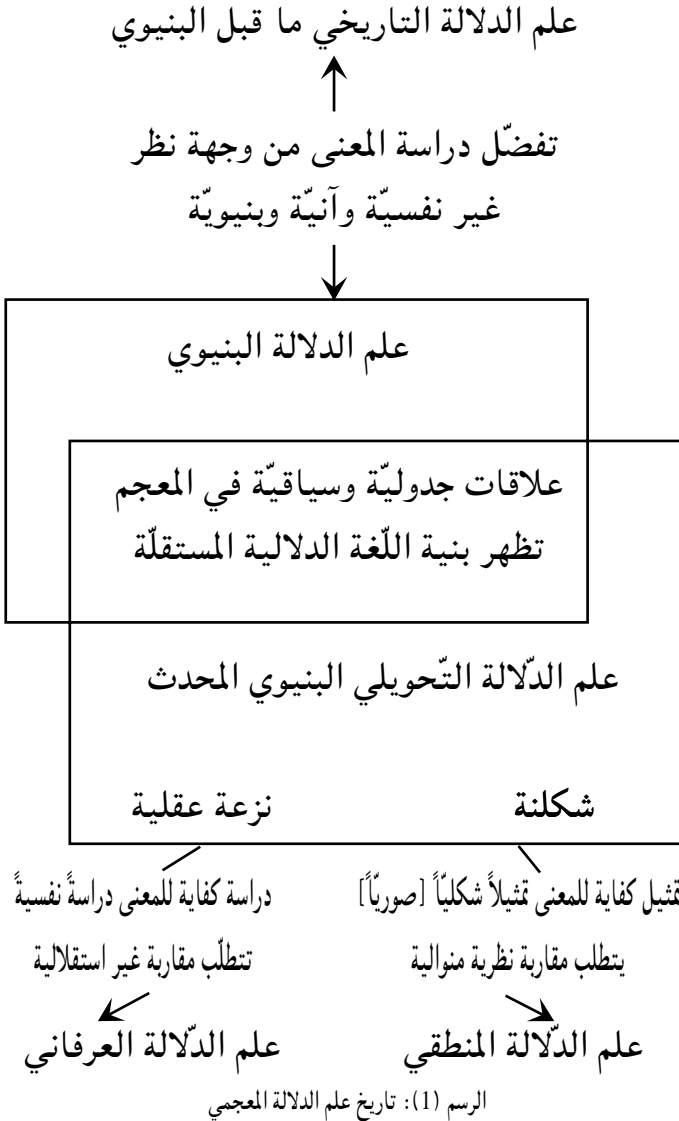 علم الدلالة التاريخي ما قبل البنيوي
تفضّل دراسة المعنى من وجهة نظر
غير نفسيّة وآنيّة وبنيويّة
علم الدلالة البنيوي
علاقات جدوليّة وسياقيّة في المعجم
تظهر بنية اللّغة الدلالية المستقلّة
علم الدّلالة التّحويلي البنيوي المحدث
شكلنة
نزعة عقلية
تمثيل كفاية للمعنى تمثيلاً شكليّاً [صوريّاً]
دراسة كفاية للمعنى دراسةً نفسيةً
يتطلب مقاربة نظرية منوالية
تتطلّب مقاربة غير استقلالية
علم الدّلالة المنطقي
علم الدّلالة العرفاني
الرسم (1): تاريخ علم الدلالة المعجمي